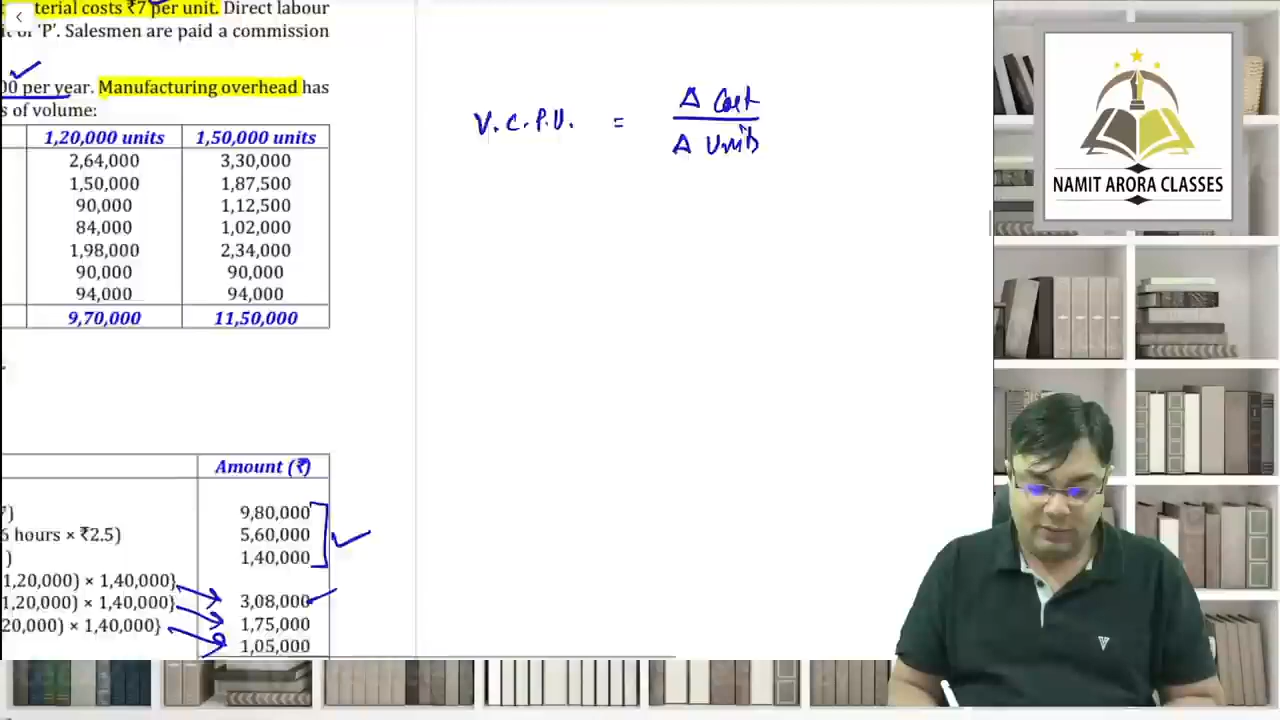 terial costs ₹7 per unit. Direct labour
'P'. Salesmen are paid a commission
00 per year. Manufacturing overhead has
s of volume:
1,20,000 units 1,50,000 units
2,64,000 3,30,000
1,50,000 1,87,500
90,000 1,12,500
84,000 1,02,000
1,98,000 2,34,000
90,000 90,000
94,000 94,000
9,70,000 11,50,000
Amount (₹)
7) 9,80,000
6 hours × ₹2.5) 5,60,000
) 1,40,000
1,20,000) × 1,40,000} 3,08,000
1,20,000) × 1,40,000} 1,75,000
20,000) × 1,40,000} 1,05,000
V.C.P.U. = Δ Cost
Δ Units
NAMIT ARORA CLASSES